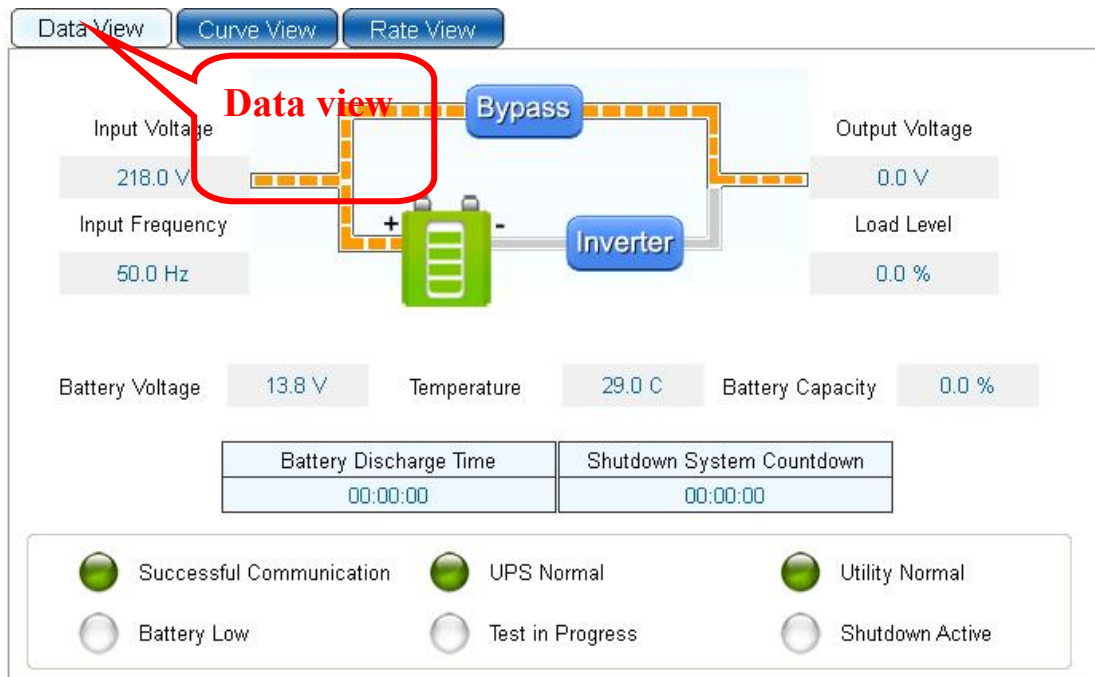 Data View Curve View Rate View
Data view
Bypass
Input Voltage
218.0 V
Input Frequency
50.0 Hz
+ -
Inverter
Output Voltage
0.0 V
Load Level
0.0 %
Battery Voltage 13.8 V Temperature 29.0 C Battery Capacity 0.0 %
Battery Discharge Time Shutdown System Countdown
00:00:00 00:00:00
Successful Communication UPS Normal Utility Normal
Battery Low Test in Progress Shutdown Active